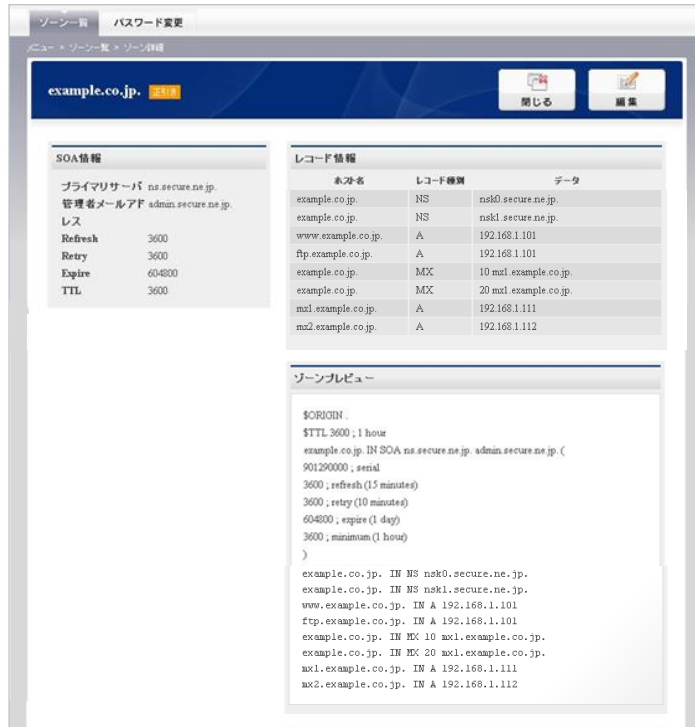 ゾーン一覧 パスワード変更
メニュー > ゾーン一覧 > ゾーン詳細
example.co.jp. 正引き
閉じる 編集
SOA情報
プライマリサーバ ns.secure.ne.jp.
管理者メールアド admin.secure.ne.jp.
レス
Refresh 3600
Retry 3600
Expire 604800
TTL 3600
レコード情報
ホスト名 レコード種別 データ
example.co.jp. NS nsk0.secure.ne.jp.
example.co.jp. NS nsk1.secure.ne.jp.
www.example.co.jp. A 192.168.1.101
ftp.example.co.jp. A 192.168.1.101
example.co.jp. MX 10 mx1.example.co.jp.
example.co.jp. MX 20 mx1.example.co.jp.
mx1.example.co.jp. A 192.168.1.111
mx2.example.co.jp. A 192.168.1.112
ゾーンプレビュー
$ORIGIN .
$TTL 3600 ; 1 hour
example.co.jp. IN SOA ns.secure.ne.jp. admin.secure.ne.jp. (
901290000 ; serial
3600 ; refresh (15 minutes)
3600 ; retry (10 minutes)
604800 ; expire (1 day)
3600 ; minimum (1 hour)
)
example.co.jp. IN NS nsk0.secure.ne.jp.
example.co.jp. IN NS nsk1.secure.ne.jp.
www.example.co.jp. IN A 192.168.1.101
ftp.example.co.jp. IN A 192.168.1.101
example.co.jp. IN MX 10 mx1.example.co.jp.
example.co.jp. IN MX 20 mx1.example.co.jp.
mx1.example.co.jp. IN A 192.168.1.111
mx2.example.co.jp. IN A 192.168.1.112